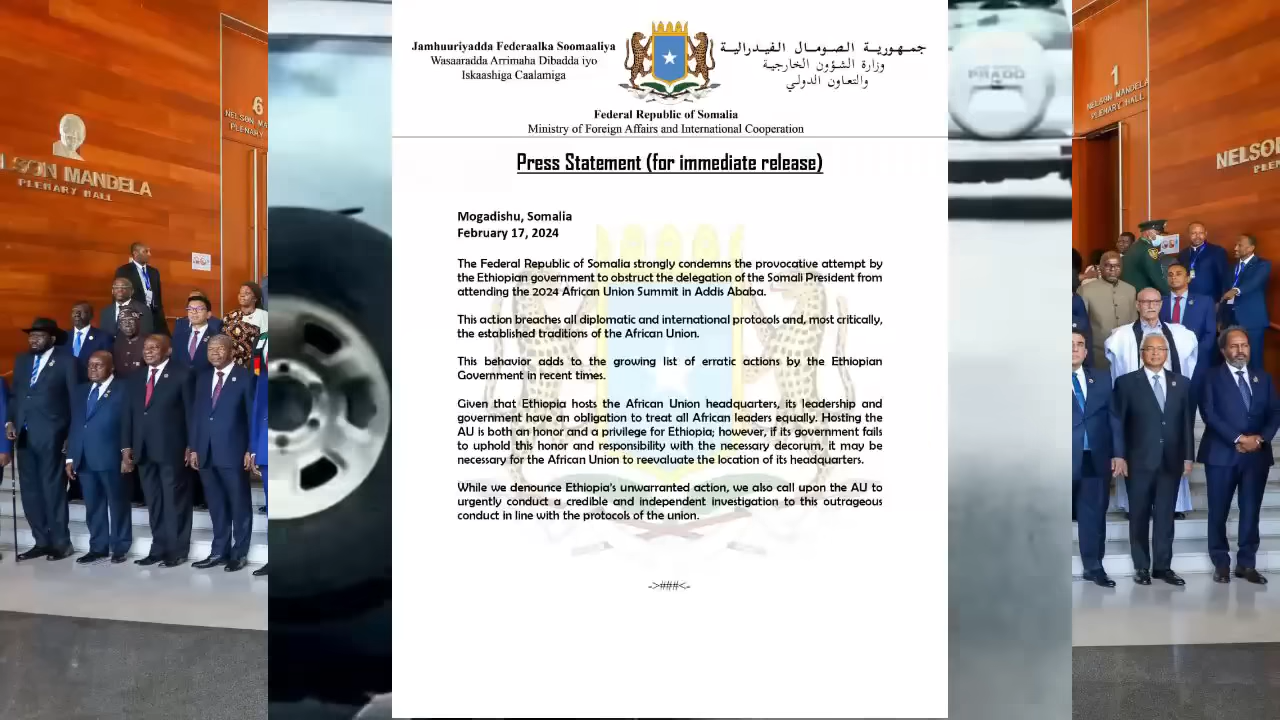 6
NELSON MA
PLENARY
LSON MANDELA
PLENARY HALL
Jamhuuriyadda Federaalka Soomaaliya
Wasaaradda Arrimaha Dibadda iyo
Iskaashiga Caalamiga
جمـهـوريـة الصـومـال الفيـدراليـة
وزارة الشؤون الخارجية
والتعاون الدولي
Federal Republic of Somalia
Ministry of Foreign Affairs and International Cooperation
Press Statement (for immediate release)
Mogadishu, Somalia
February 17, 2024
The Federal Republic of Somalia strongly condemns the provocative attempt by
the Ethiopian government to obstruct the delegation of the Somali President from
attending the 2024 African Union Summit in Addis Ababa.
This action breaches all diplomatic and international protocols and, most critically,
the established traditions of the African Union.
This behavior adds to the growing list of erratic actions by the Ethiopian
Government in recent times.
Given that Ethiopia hosts the African Union headquarters, its leadership and
government have an obligation to treat all African leaders equally. Hosting the
AU is both an honor and a privilege for Ethiopia; however, if its government fails
to uphold this honor and responsibility with the necessary decorum, it may be
necessary for the African Union to reevaluate the location of its headquarters.
While we denounce Ethiopia's unwarranted action, we also call upon the AU to
urgently conduct a credible and independent investigation to this outrageous
conduct in line with the protocols of the union.
->###<-
PRADO
1
NELSON MANDELA
PLENARY HALL
NELSO
PLEN